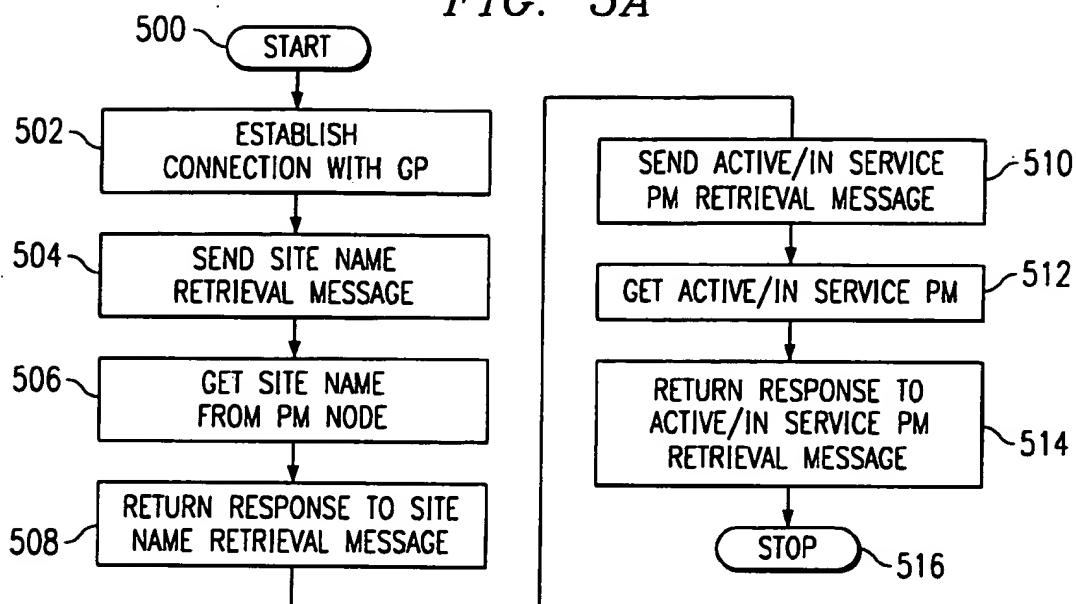 FIG. 5A
500
START
502
ESTABLISH
CONNECTION WITH GP
504
SEND SITE NAME
RETRIEVAL MESSAGE
506
GET SITE NAME
FROM PM NODE
508
RETURN RESPONSE TO SITE
NAME RETRIEVAL MESSAGE
SEND ACTIVE/IN SERVICE
PM RETRIEVAL MESSAGE
510
GET ACTIVE/IN SERVICE PM
512
RETURN RESPONSE TO
ACTIVE/IN SERVICE PM
RETRIEVAL MESSAGE
514
STOP
516